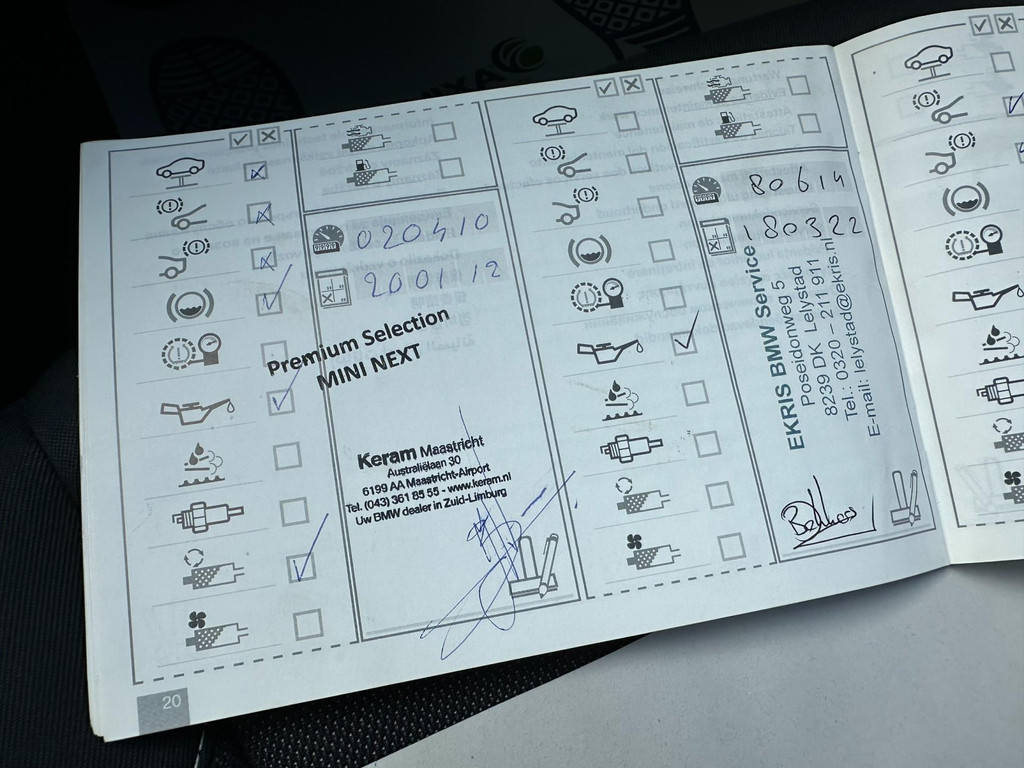 020410
200112
Premium Selection
MINI NEXT
Keram Maastricht
Australiëlaan 30
6199 AA Maastricht-Airport
Tel. (043) 361 85 55 - www.keram.nl
Uw BMW dealer in Zuid-Limburg
20
80614
180322
EKRIS BMW Service
Poseidonweg 5
8239 DK Lelystad
Tel.: 0320 - 211 911
E-mail: lelystad@ekris.nl